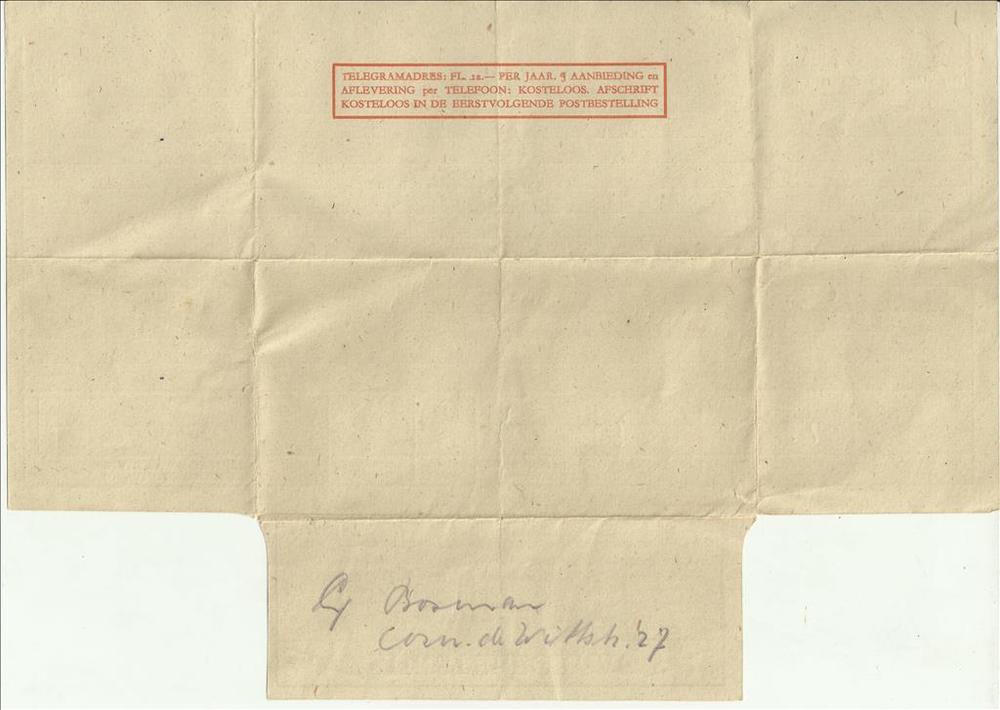 TELEGRAMADRES: FL. 12.— PER JAAR. ¶ AANBIEDING en
AFLEVERING per TELEFOON: KOSTELOOS. AFSCHRIFT
KOSTELOOS IN DE EERSTVOLGENDE POSTBESTELLING
Bosman
Corn. de Wittstr. 27